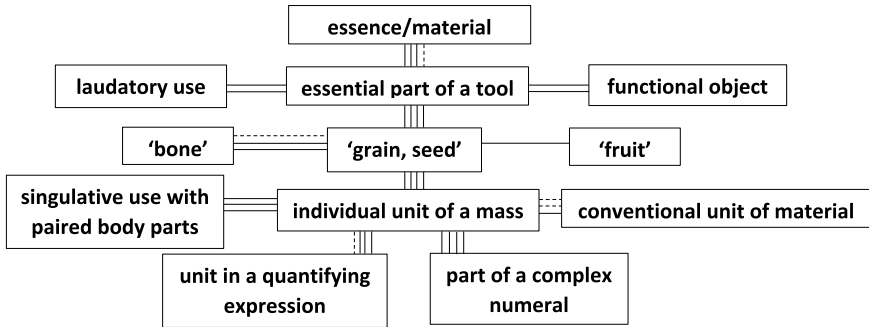 essence/material
laudatory use
essential part of a tool
functional object
‘bone’
‘grain, seed’
‘fruit’
singulative use with
paired body parts
individual unit of a mass
conventional unit of material
unit in a quantifying
expression
part of a complex
numeral